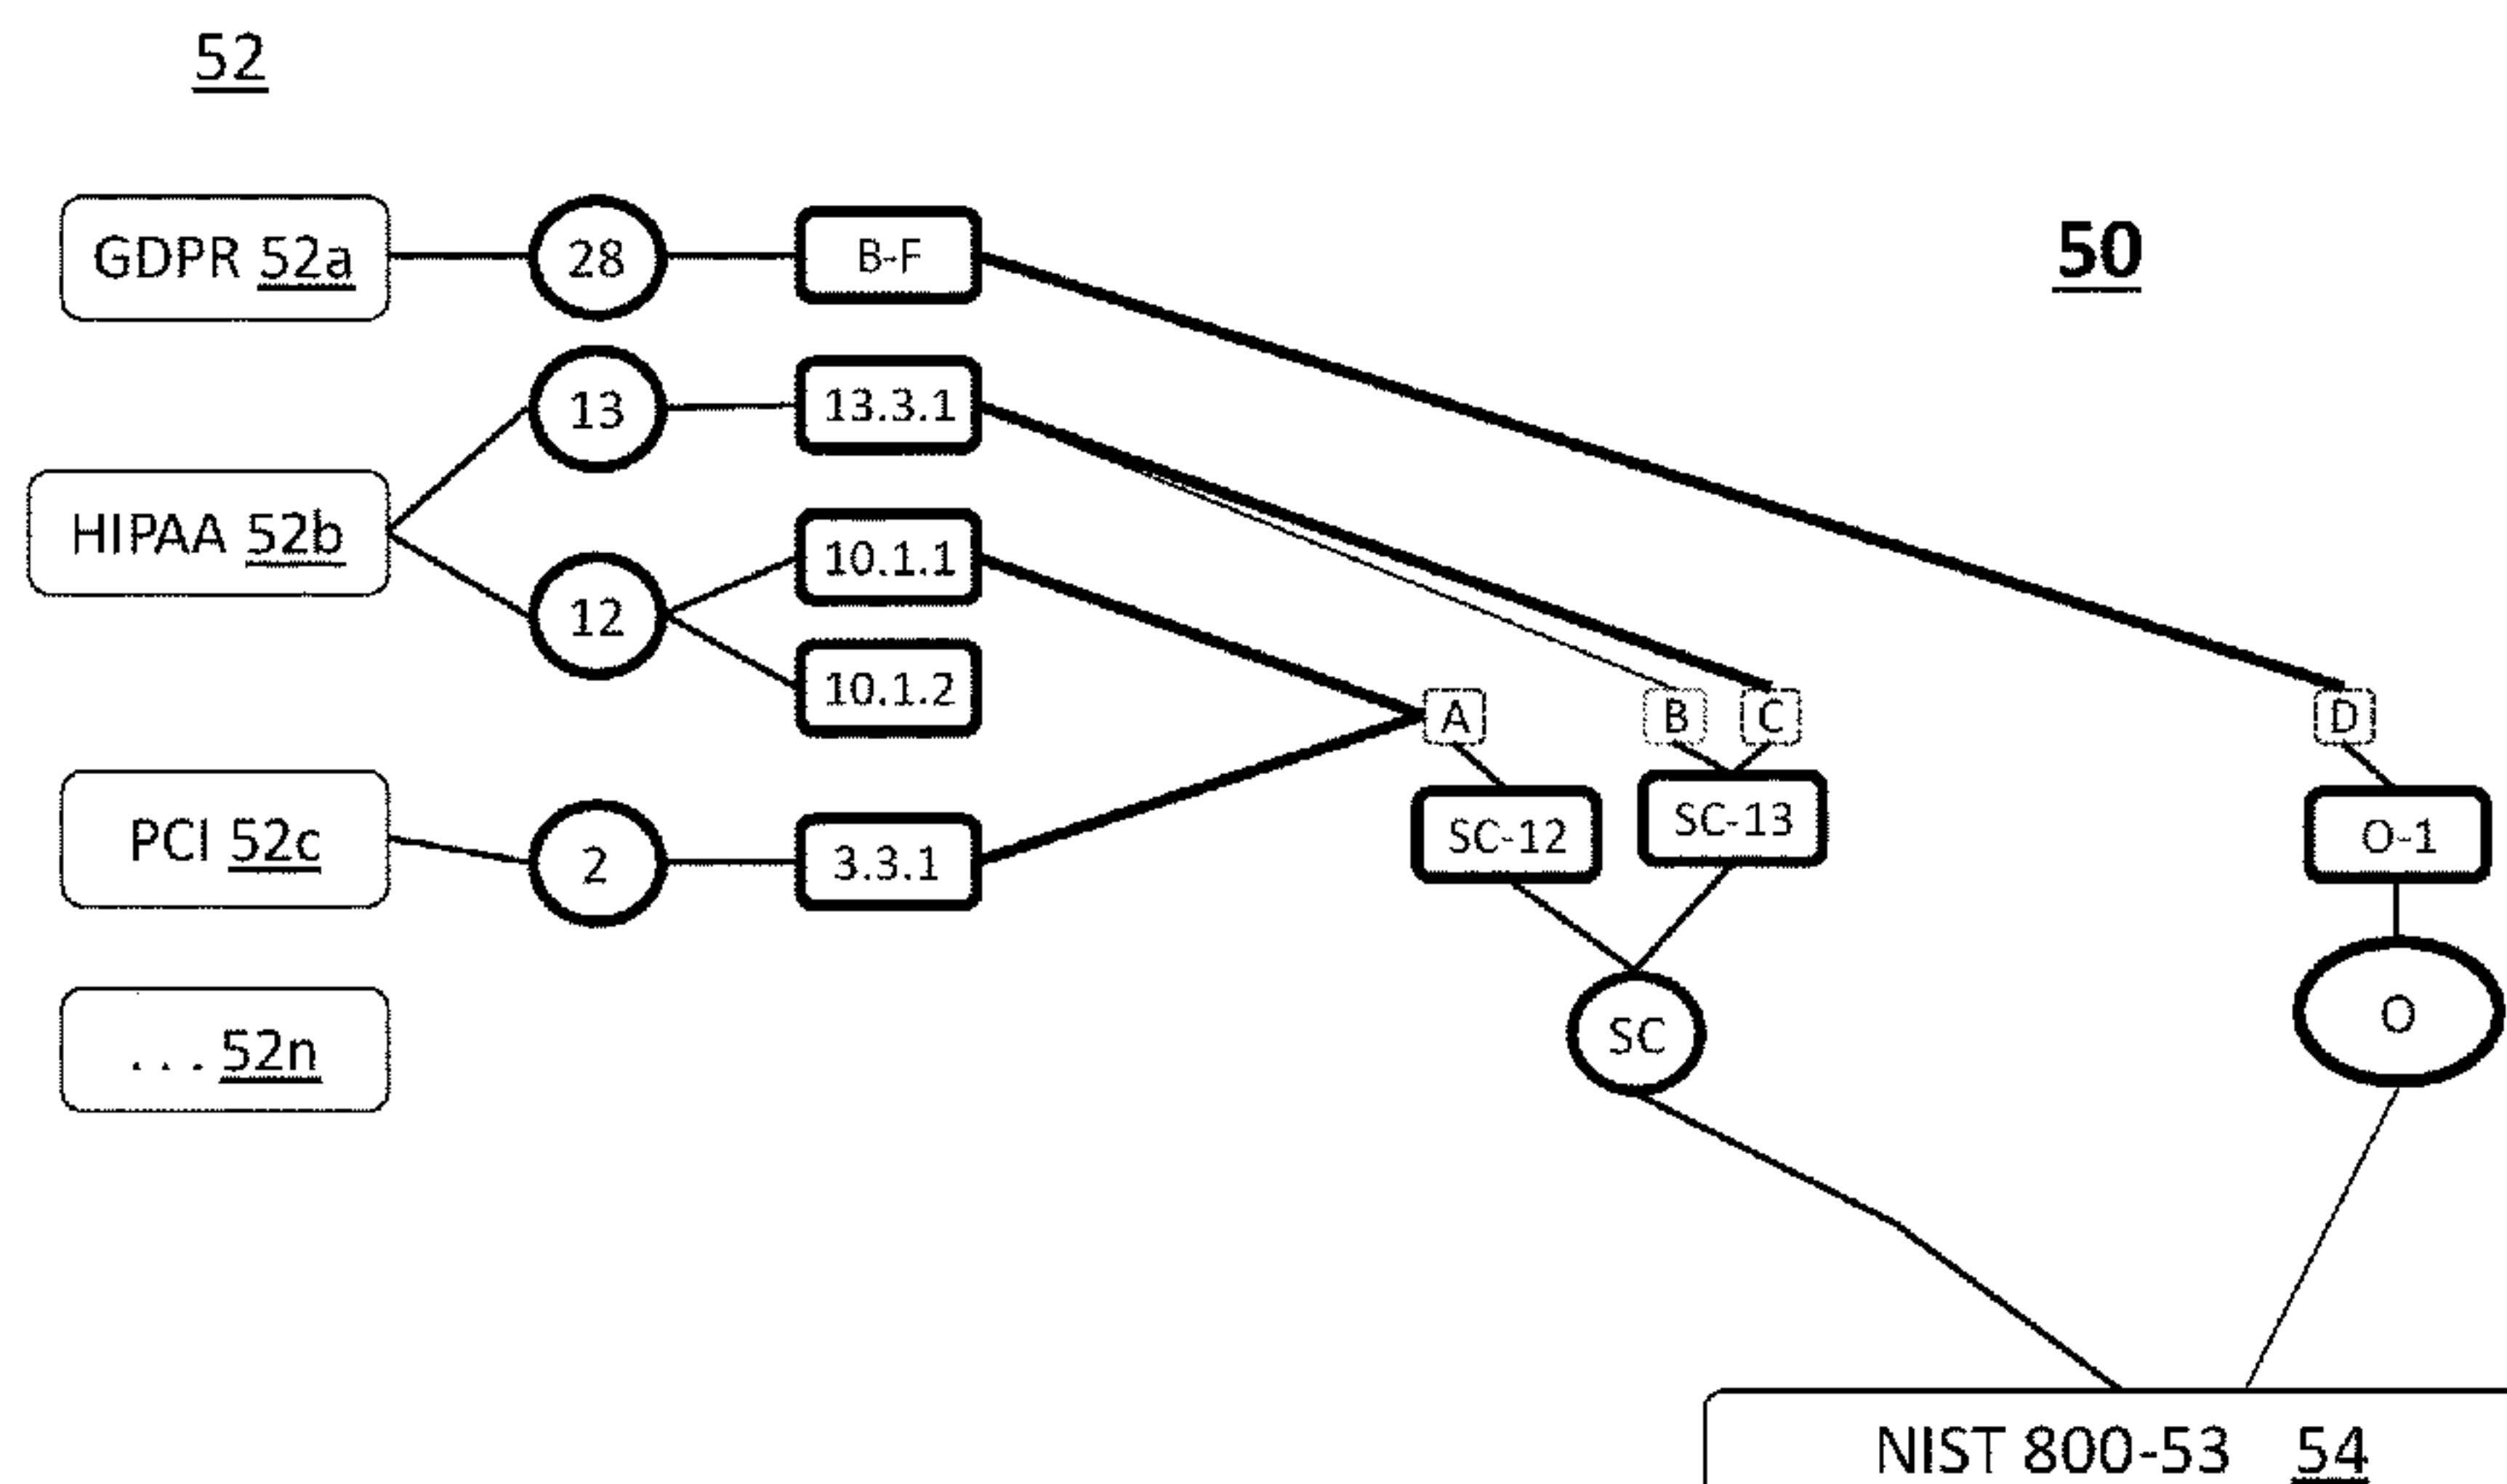 52
50
GDPR 52a
28
B-F
13
13.3.1
HIPAA 52b
10.1.1
12
10.1.2
A
B
C
D
PCI 52c
2
3.3.1
SC-12
SC-13
O-1
. . . 52n
SC
O
NIST 800-53 54